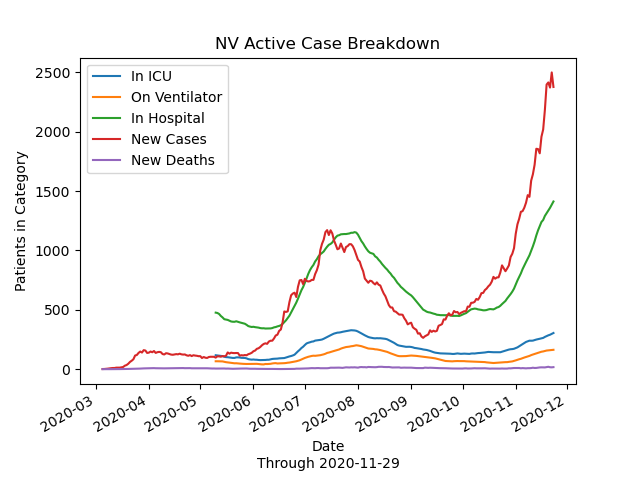 NV Active Case Breakdown
In ICU
On Ventilator
In Hospital
New Cases
New Deaths
Patients in Category
2500
2000
1500
1000
500
0
2020-03
2020-04
2020-05
2020-06
2020-07
2020-08
2020-09
2020-10
2020-11
2020-12
Date
Through 2020-11-29